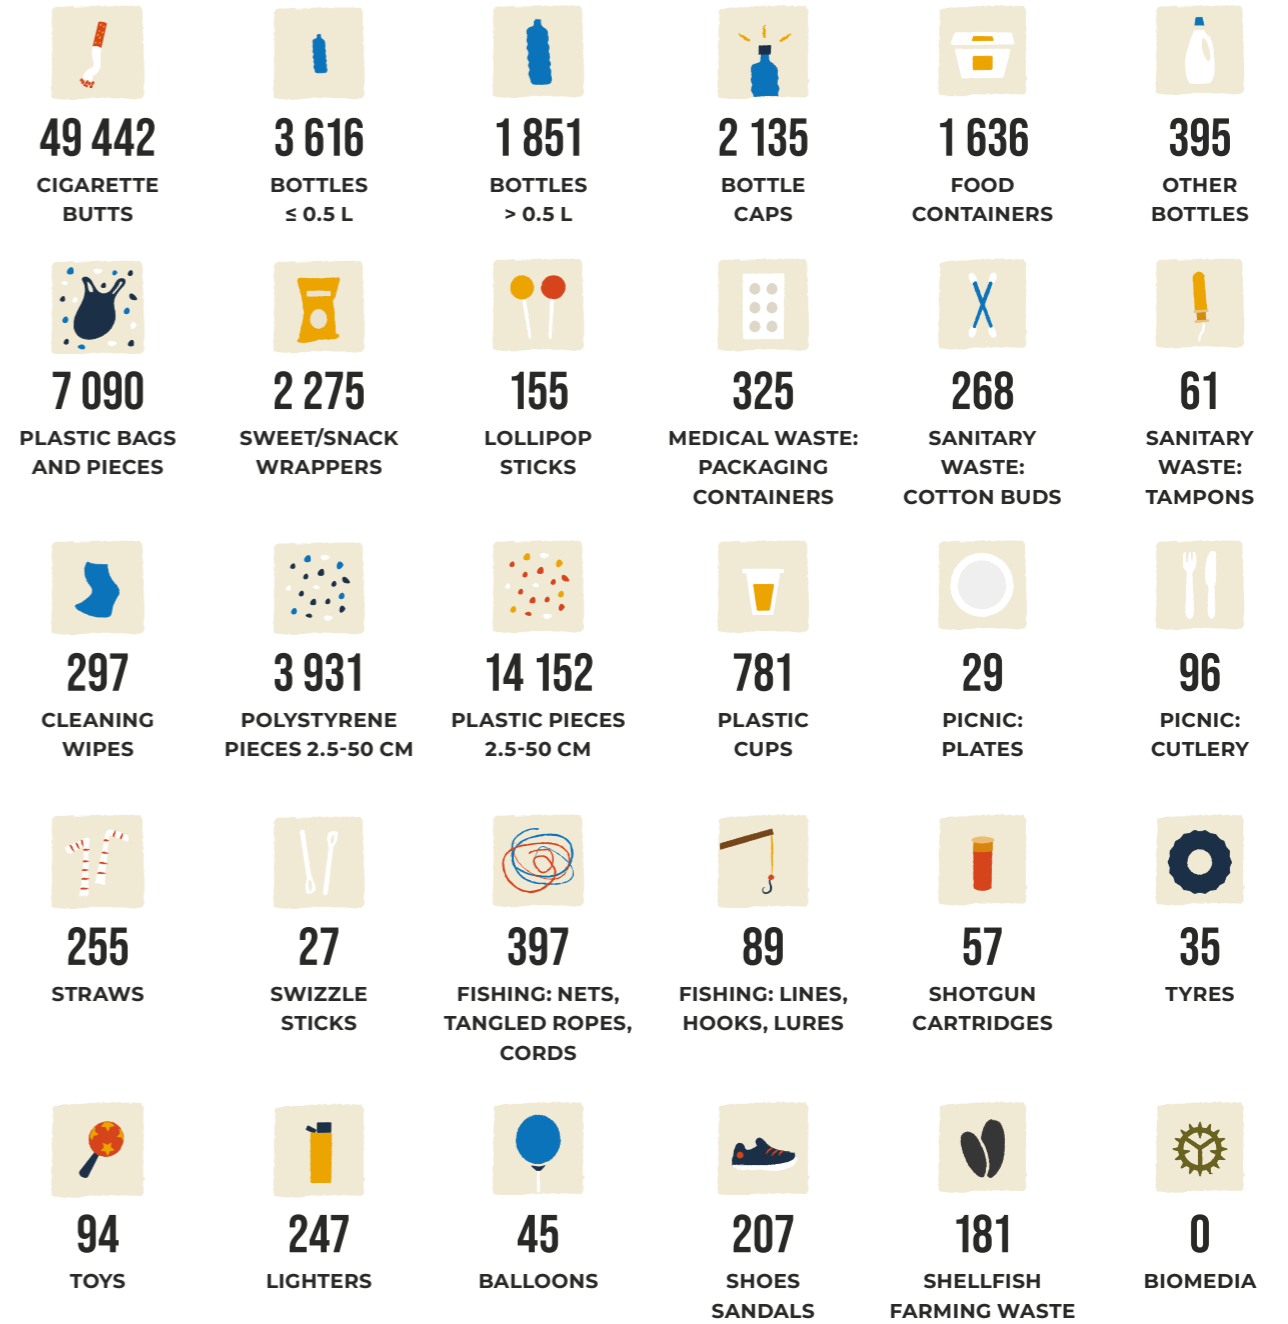 49 442
CIGARETTE
BUTTS
3 616
BOTTLES
≤ 0.5 L
1 851
BOTTLES
> 0.5 L
2 135
BOTTLE
CAPS
1 636
FOOD
CONTAINERS
395
OTHER
BOTTLES
7 090
PLASTIC BAGS
AND PIECES
2 275
SWEET/SNACK
WRAPPERS
155
LOLLIPOP
STICKS
325
MEDICAL WASTE:
PACKAGING
CONTAINERS
268
SANITARY
WASTE:
COTTON BUDS
61
SANITARY
WASTE:
TAMPONS
297
CLEANING
WIPES
3 931
POLYSTYRENE
PIECES 2.5-50 CM
14 152
PLASTIC PIECES
2.5-50 CM
781
PLASTIC
CUPS
29
PICNIC:
PLATES
96
PICNIC:
CUTLERY
255
STRAWS
27
SWIZZLE
STICKS
397
FISHING: NETS,
TANGLED ROPES,
CORDS
89
FISHING: LINES,
HOOKS, LURES
57
SHOTGUN
CARTRIDGES
35
TYRES
94
TOYS
247
LIGHTERS
45
BALLOONS
207
SHOES
SANDALS
181
SHELLFISH
FARMING WASTE
0
BIOMEDIA